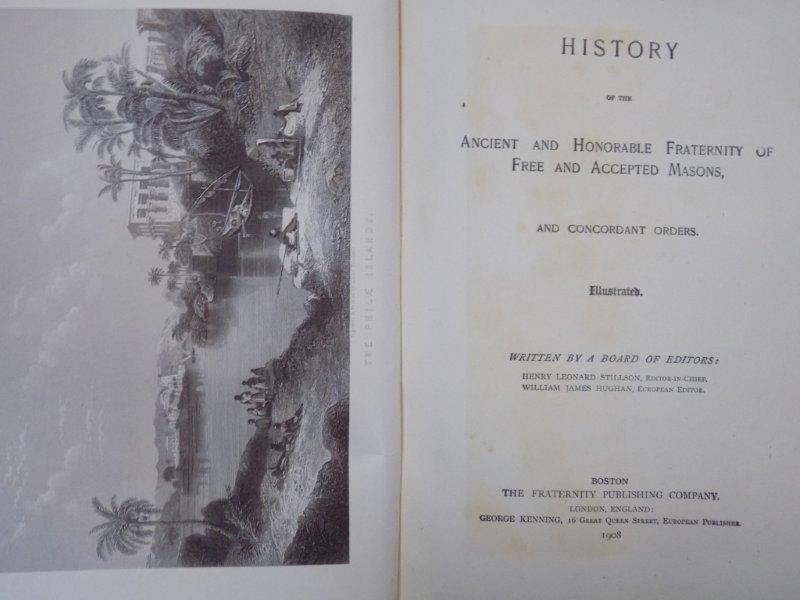 THE PHILÆ ISLANDS.
HISTORY
OF THE
ANCIENT AND HONORABLE FRATERNITY OF
FREE AND ACCEPTED MASONS,
AND CONCORDANT ORDERS.
Illustrated.
WRITTEN BY A BOARD OF EDITORS:
HENRY LEONARD STILLSON, EDITOR-IN-CHIEF.
WILLIAM JAMES HUGHAN, EUROPEAN EDITOR.
BOSTON
THE FRATERNITY PUBLISHING COMPANY.
LONDON, ENGLAND:
GEORGE KENNING, 16 GREAT QUEEN STREET, EUROPEAN PUBLISHER.
1908